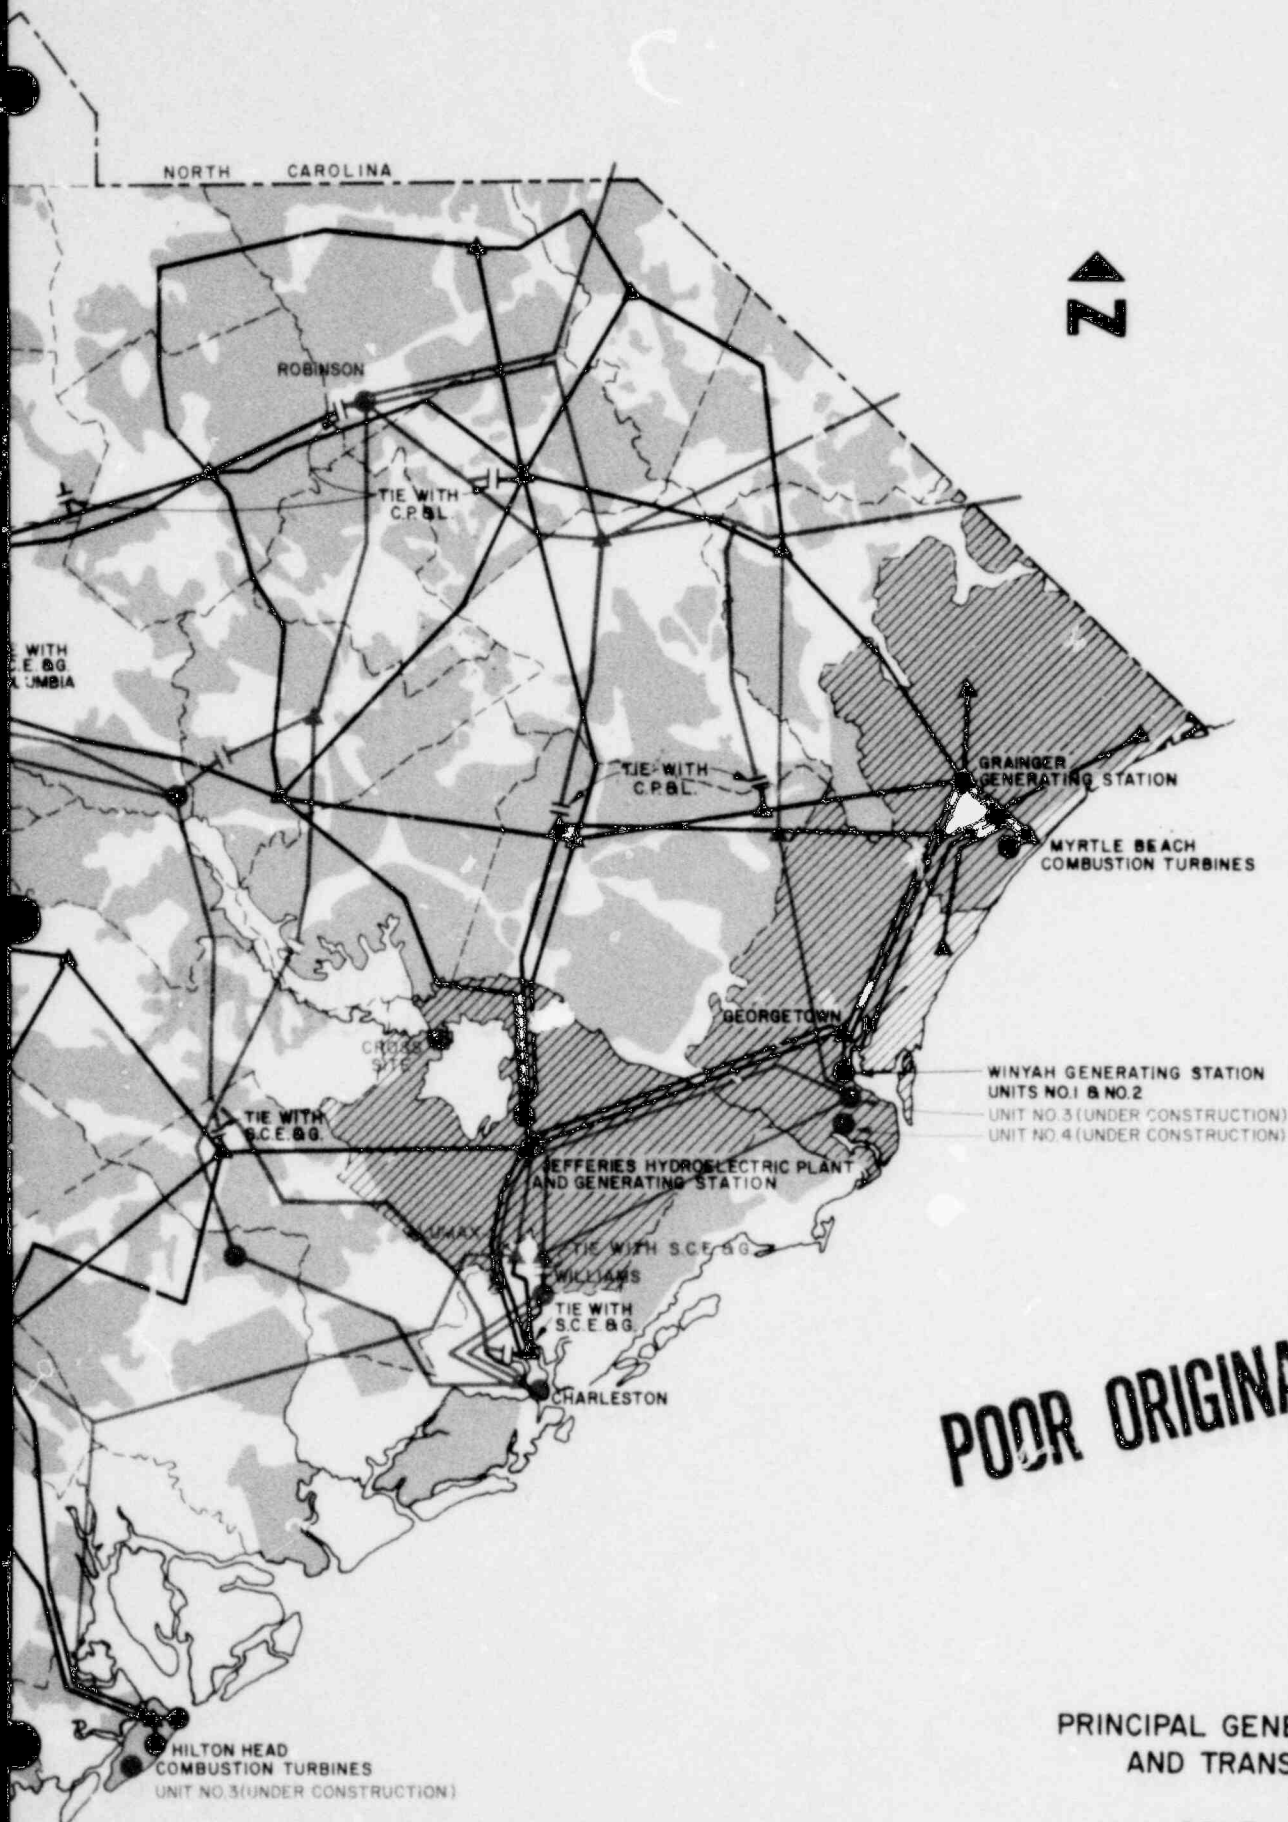 NORTH CAROLINA
N
ROBINSON
TIE WITH
C.P.&L.
WITH
C.E.&G.
UMBIA
TIE WITH
C.P.&L.
GRAINGER
GENERATING STATION
MYRTLE BEACH
COMBUSTION TURBINES
GEORGETOWN
CROSS
SITE
WINYAH GENERATING STATION
UNITS NO.1 & NO.2
UNIT NO.3(UNDER CONSTRUCTION)
UNIT NO.4(UNDER CONSTRUCTION)
TIE WITH
S.C.E.&G.
JEFFERIES HYDROELECTRIC PLANT
AND GENERATING STATION
TIE WITH S.C.E.&G.
WILLIAMS
TIE WITH
S.C.E.&G.
CHARLESTON
POOR ORIGINA
PRINCIPAL GENE
AND TRANS
HILTON HEAD
COMBUSTION TURBINES
UNIT NO.3(UNDER CONSTRUCTION)